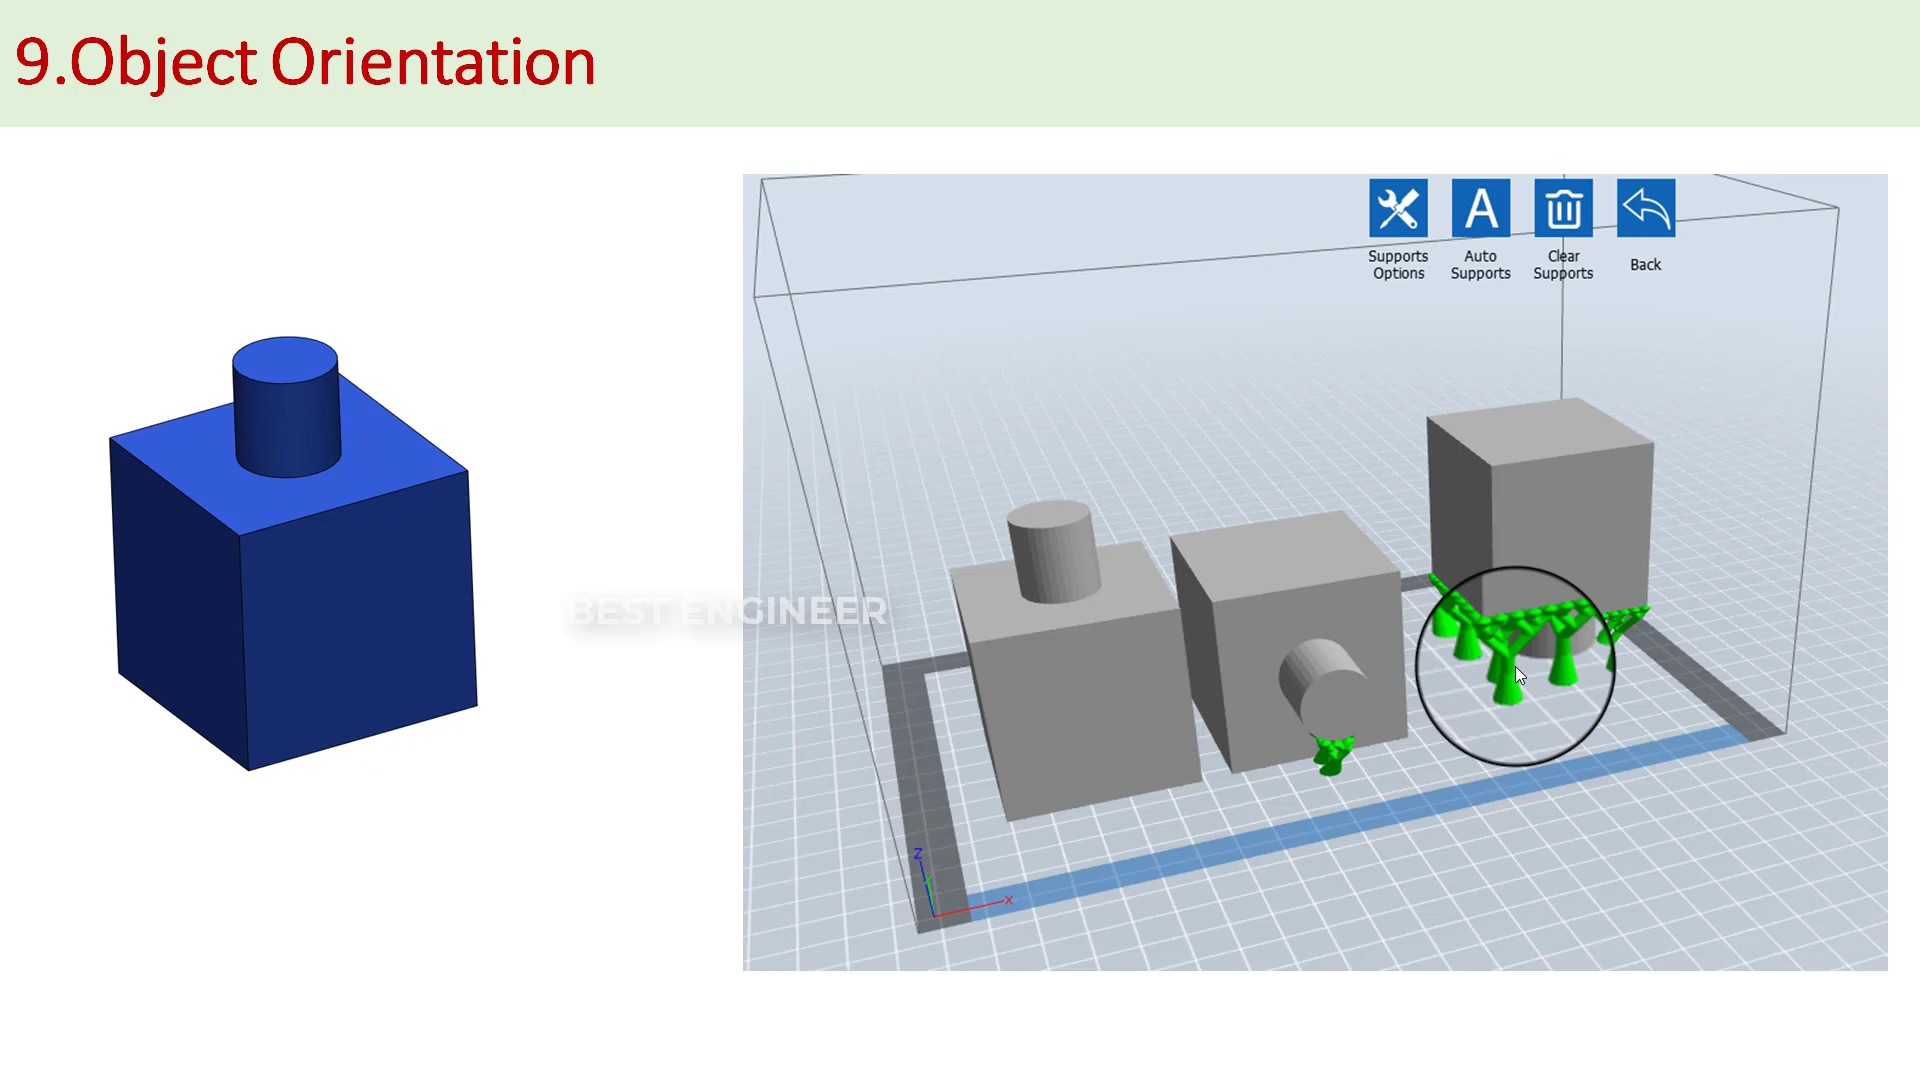 9.Object Orientation
A
Supports
Options
Auto
Supports
Clear
Supports
Back
BEST ENGINEER
Z
X